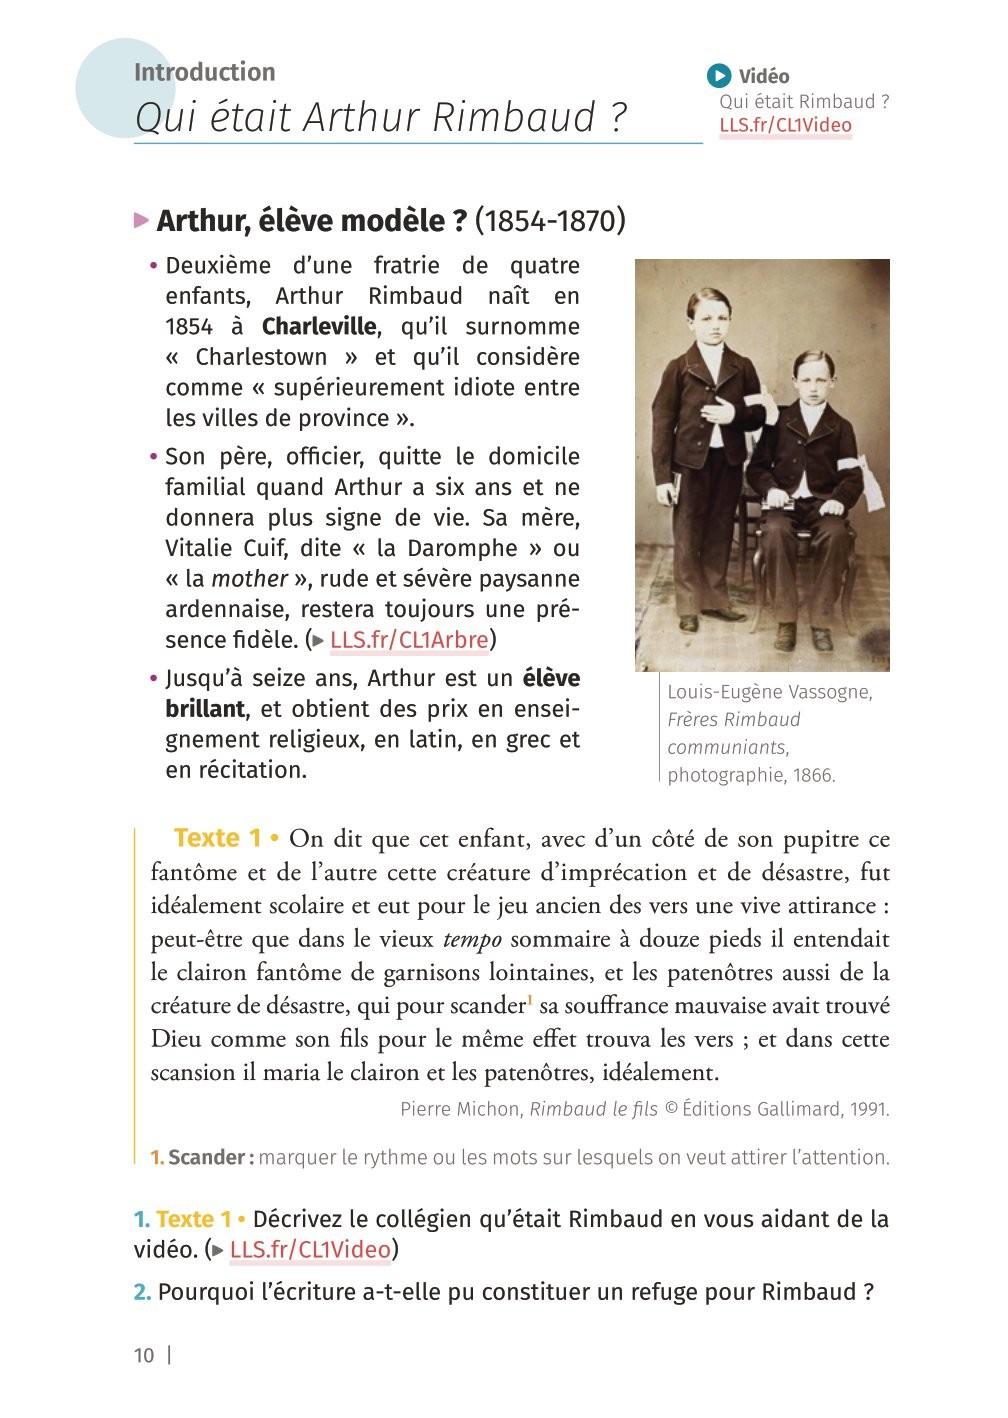 Introduction
Qui était Arthur Rimbaud ?
Vidéo
Qui était Rimbaud ?
LLS.fr/CL1Video
Arthur, élève modèle ? (1854-1870)
• Deuxième d’une fratrie de quatre
enfants, Arthur Rimbaud naît en
1854 à Charleville, qu’il surnomme
« Charlestown » et qu’il considère
comme « supérieurement idiote entre
les villes de province ».
• Son père, officier, quitte le domicile
familial quand Arthur a six ans et ne
donnera plus signe de vie. Sa mère,
Vitalie Cuif, dite « la Daromphe » ou
« la mother », rude et sévère paysanne
ardennaise, restera toujours une pré-
sence fidèle. (▸ LLS.fr/CL1Arbre)
• Jusqu’à seize ans, Arthur est un élève
brillant, et obtient des prix en ensei-
gnement religieux, en latin, en grec et
en récitation.
Louis-Eugène Vassogne,
Frères Rimbaud
communiants,
photographie, 1866.
Texte 1 • On dit que cet enfant, avec d’un côté de son pupitre ce
fantôme et de l’autre cette créature d’imprécation et de désastre, fut
idéalement scolaire et eut pour le jeu ancien des vers une vive attirance :
peut-être que dans le vieux tempo sommaire à douze pieds il entendait
le clairon fantôme de garnisons lointaines, et les patenôtres aussi de la
créature de désastre, qui pour scander1 sa souffrance mauvaise avait trouvé
Dieu comme son fils pour le même effet trouva les vers ; et dans cette
scansion il maria le clairon et les patenôtres, idéalement.
Pierre Michon, Rimbaud le fils © Éditions Gallimard, 1991.
1. Scander : marquer le rythme ou les mots sur lesquels on veut attirer l’attention.
1. Texte 1 • Décrivez le collégien qu’était Rimbaud en vous aidant de la
vidéo. (▸ LLS.fr/CL1Video)
2. Pourquoi l’écriture a-t-elle pu constituer un refuge pour Rimbaud ?
10 |